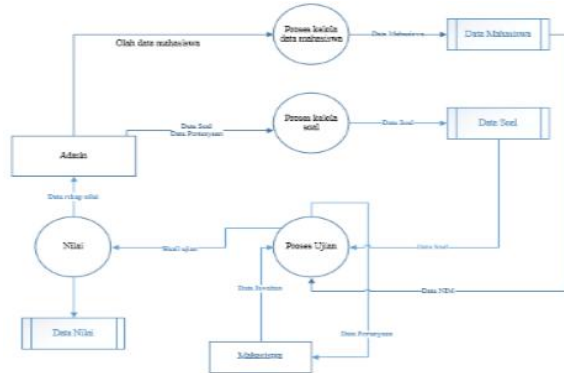 Proses kelola
data mahasiswa
Data Mahasiswa
Data Mahasiswa
Olah data mahasiswa
Data Soal
Data Pertanyaan
Proses kelola
soal
Data Soal
Data Soal
Admin
Data rekap nilai
Nilai
Hasil ujian
Proses Ujian
Data Soal
Data Jawaban
Data NIM
Data Nilai
Data Pertanyaan
Mahasiswa